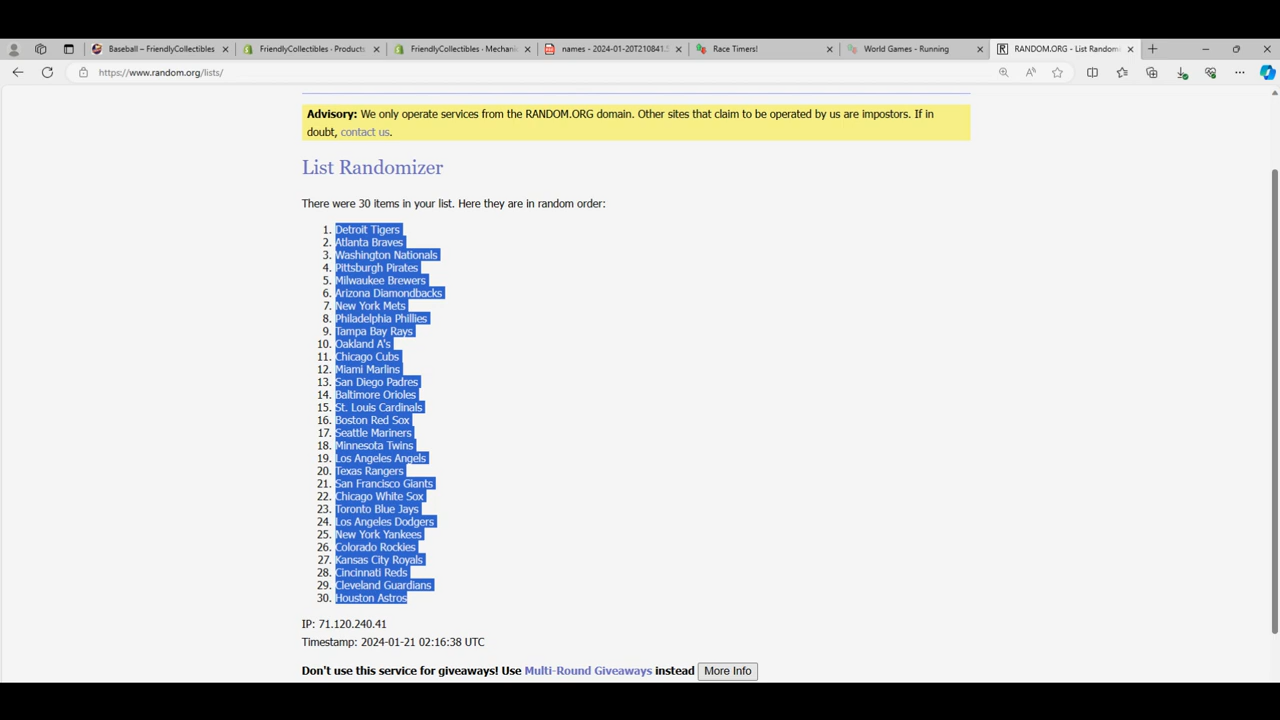 Baseball – FriendlyCollectibles
FriendlyCollectibles · Products
FriendlyCollectibles · Mechani
names - 2024-01-20T210841.
Race Timers!
World Games - Running
RANDOM.ORG - List Random
https://www.random.org/lists/
Advisory: We only operate services from the RANDOM.ORG domain. Other sites that claim to be operated by us are impostors. If in
doubt, contact us.
List Randomizer
There were 30 items in your list. Here they are in random order:
1. Detroit Tigers
2. Atlanta Braves
3. Washington Nationals
4. Pittsburgh Pirates
5. Milwaukee Brewers
6. Arizona Diamondbacks
7. New York Mets
8. Philadelphia Phillies
9. Tampa Bay Rays
10. Oakland A's
11. Chicago Cubs
12. Miami Marlins
13. San Diego Padres
14. Baltimore Orioles
15. St. Louis Cardinals
16. Boston Red Sox
17. Seattle Mariners
18. Minnesota Twins
19. Los Angeles Angels
20. Texas Rangers
21. San Francisco Giants
22. Chicago White Sox
23. Toronto Blue Jays
24. Los Angeles Dodgers
25. New York Yankees
26. Colorado Rockies
27. Kansas City Royals
28. Cincinnati Reds
29. Cleveland Guardians
30. Houston Astros
IP: 71.120.240.41
Timestamp: 2024-01-21 02:16:38 UTC
Don't use this service for giveaways! Use Multi-Round Giveaways instead More Info